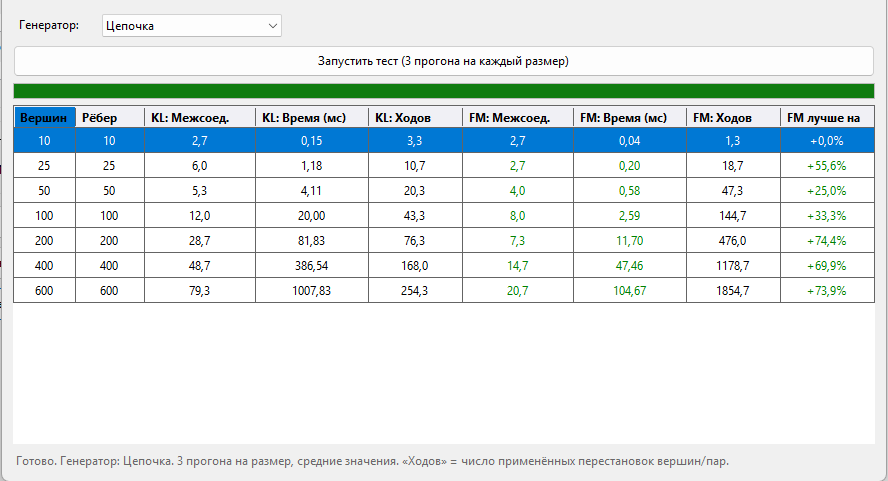 Генератор: Цепочка
Запустить тест (3 прогона на каждый размер)
Вершин Рёбер KL: Межсоед. KL: Время (мс) KL: Ходов FM: Межсоед. FM: Время (мс) FM: Ходов FM лучше на
10 10 2,7 0,15 3,3 2,7 0,04 1,3 +0,0%
25 25 6,0 1,18 10,7 2,7 0,20 18,7 +55,6%
50 50 5,3 4,11 20,3 4,0 0,58 47,3 +25,0%
100 100 12,0 20,00 43,3 8,0 2,59 144,7 +33,3%
200 200 28,7 81,83 76,3 7,3 11,70 476,0 +74,4%
400 400 48,7 386,54 168,0 14,7 47,46 1178,7 +69,9%
600 600 79,3 1007,83 254,3 20,7 104,67 1854,7 +73,9%
Готово. Генератор: Цепочка. 3 прогона на размер, средние значения. «Ходов» = число применённых перестановок вершин/пар.